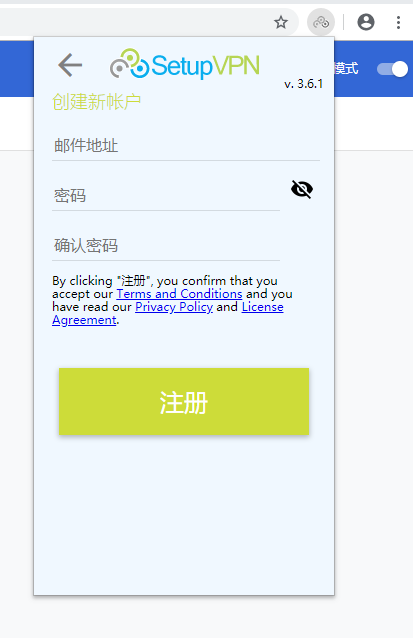 SetupVPN
模式
v. 3.6.1
创建新帐户
邮件地址
密码
确认密码
By clicking "注册", you confirm that you
accept our Terms and Conditions and you
have read our Privacy Policy and License
Agreement.
注册